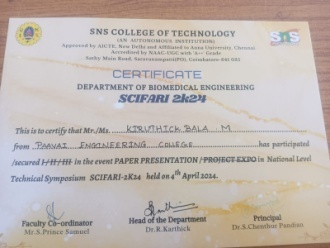 SNS COLLEGE OF TECHNOLOGY
(AN AUTONOMOUS INSTITUTION)
Approved by AICTE, New Delhi and Affiliated to Anna University, Chennai
Accredited by NAAC-UGC with 'A++' Grade
Sathy Main Road, Saravanampatti(PO), Coimbatore-641 035
SNS
CERTIFICATE
DEPARTMENT OF BIOMEDICAL ENGINEERING
SCIFARI 2K24
This is to certify that Mr./Ms. KIRUTHICK BALA M
from PAAVAI ENGINEERING COLLEGE has participated
/secured I/II/III in the event PAPER PRESENTATION / PROJECT EXPO in National Level
Technical Symposium SCIFARI-2K24 held on 4th April 2024.
Faculty Co-ordinator
Mr.S.Prince Samuel
Head of the Department
Dr.R.Karthick
Principal
Dr.S.Chenthur Pandian